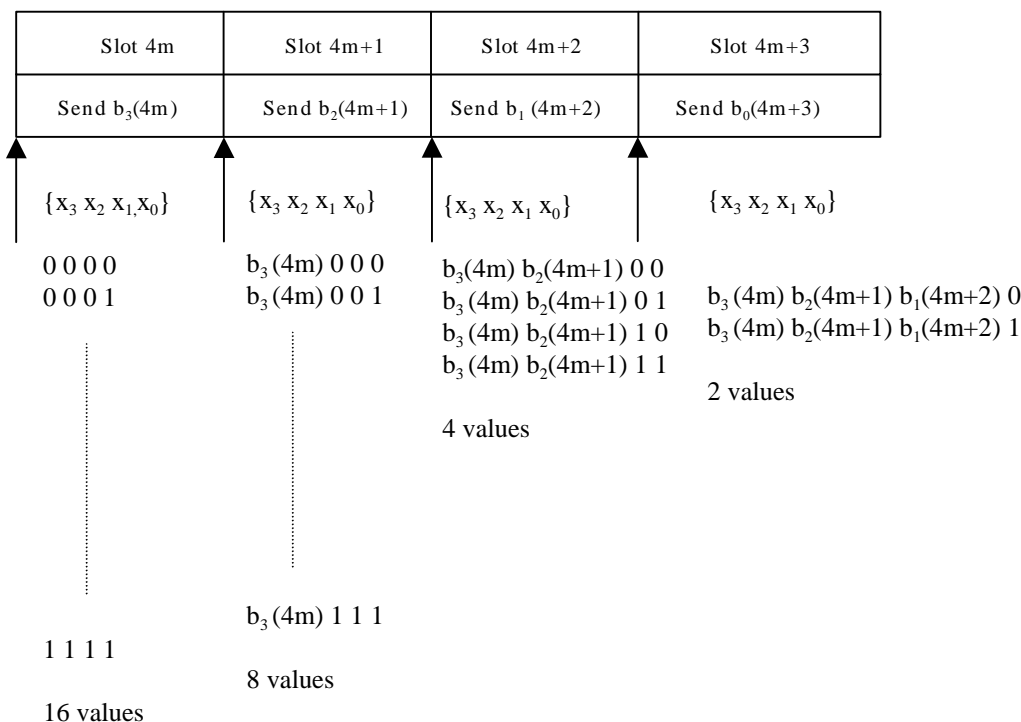 Slot 4m Slot 4m+1 Slot 4m+2 Slot 4m+3
Send b₃(4m) Send b₂(4m+1) Send b₁ (4m+2) Send b₀(4m+3)
{x₃ x₂ x₁,x₀}
0 0 0 0
0 0 0 1
1 1 1 1
16 values
{x₃ x₂ x₁ x₀}
b₃(4m) 0 0 0
b₃(4m) 0 0 1
b₃(4m) 1 1 1
8 values
{x₃ x₂ x₁ x₀}
b₃(4m) b₂(4m+1) 0 0
b₃(4m) b₂(4m+1) 0 1
b₃(4m) b₂(4m+1) 1 0
b₃(4m) b₂(4m+1) 1 1
4 values
{x₃ x₂ x₁ x₀}
b₃(4m) b₂(4m+1) b₁(4m+2) 0
b₃(4m) b₂(4m+1) b₁(4m+2) 1
2 values